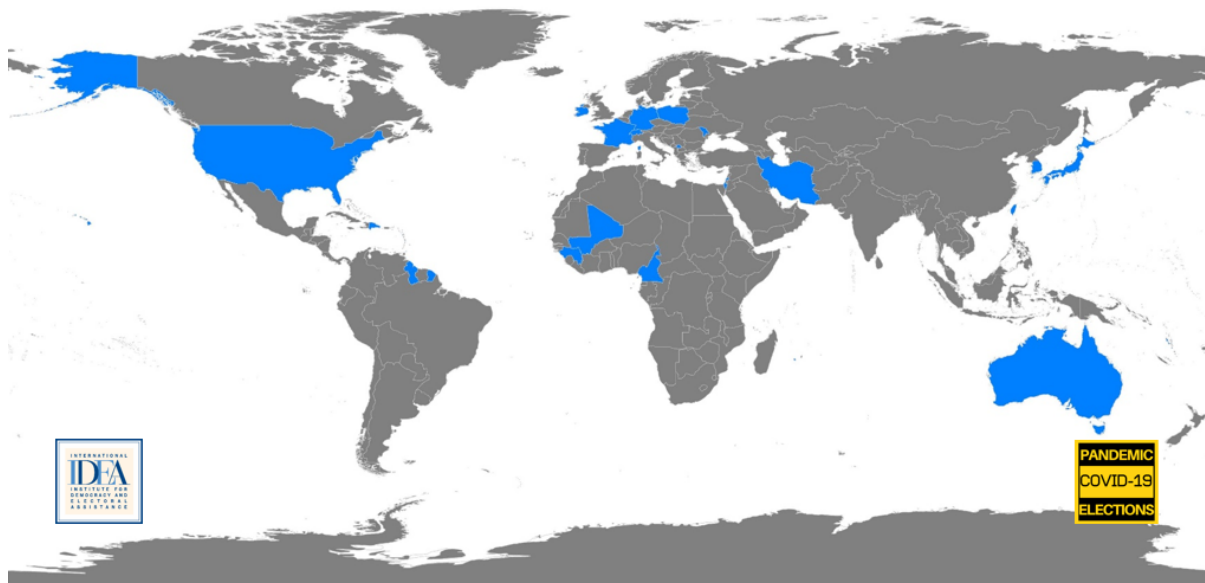 INTERNATIONAL
IDEA
INSTITUTE FOR
DEMOCRACY AND
ELECTORAL
ASSISTANCE
PANDEMIC
COVID-19
ELECTIONS